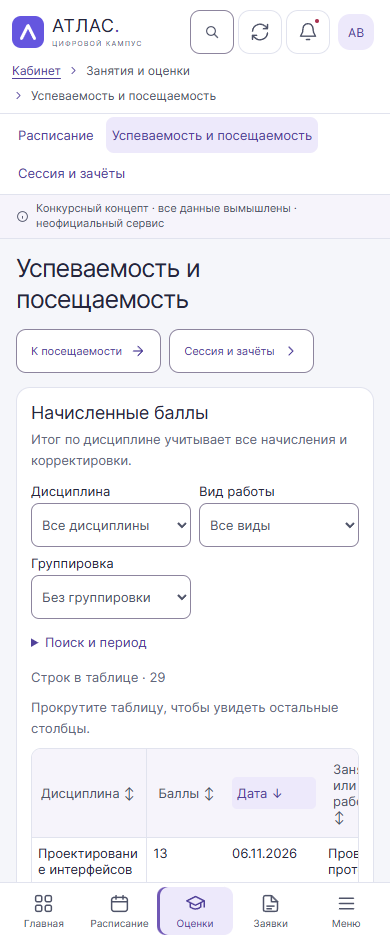 АТЛАС.
ЦИФРОВОЙ КАМПУС
АВ
Кабинет
Занятия и оценки
Успеваемость и посещаемость
Расписание
Успеваемость и посещаемость
Сессия и зачёты
Конкурсный концепт · все данные вымышлены ·
неофициальный сервис
Успеваемость и
посещаемость
К посещаемости
Сессия и зачёты
Начисленные баллы
Итог по дисциплине учитывает все начисления и
корректировки.
Дисциплина
Вид работы
Все дисциплины
Все виды
Группировка
Без группировки
Поиск и период
Строк в таблице · 29
Прокрутите таблицу, чтобы увидеть остальные
столбцы.
Дисциплина
Баллы
Дата
или
Проектировани
е интерфейсов
13
06.11.2026
Главная
Расписание
Оценки
Заявки
Меню